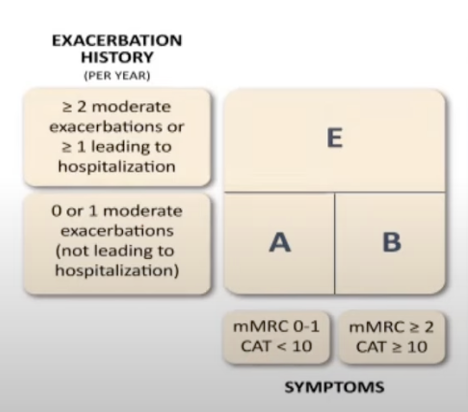 EXACERBATION
HISTORY
(PER YEAR)
≥ 2 moderate
exacerbations or
≥ 1 leading to
hospitalization
E
0 or 1 moderate
exacerbations
(not leading to
hospitalization)
A
B
mMRC 0-1
CAT < 10
mMRC ≥ 2
CAT ≥ 10
SYMPTOMS